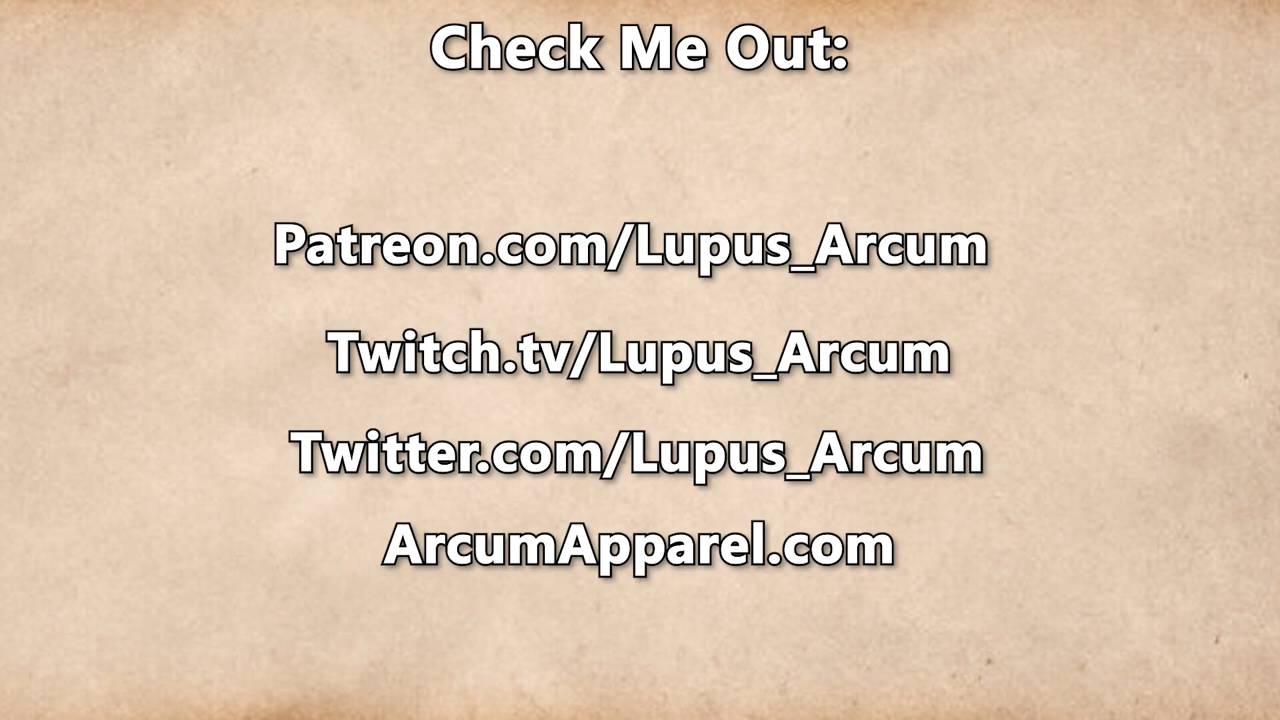 Check Me Out:
Patreon.com/Lupus_Arcum
Twitch.tv/Lupus_Arcum
Twitter.com/Lupus_Arcum
ArcumApparel.com